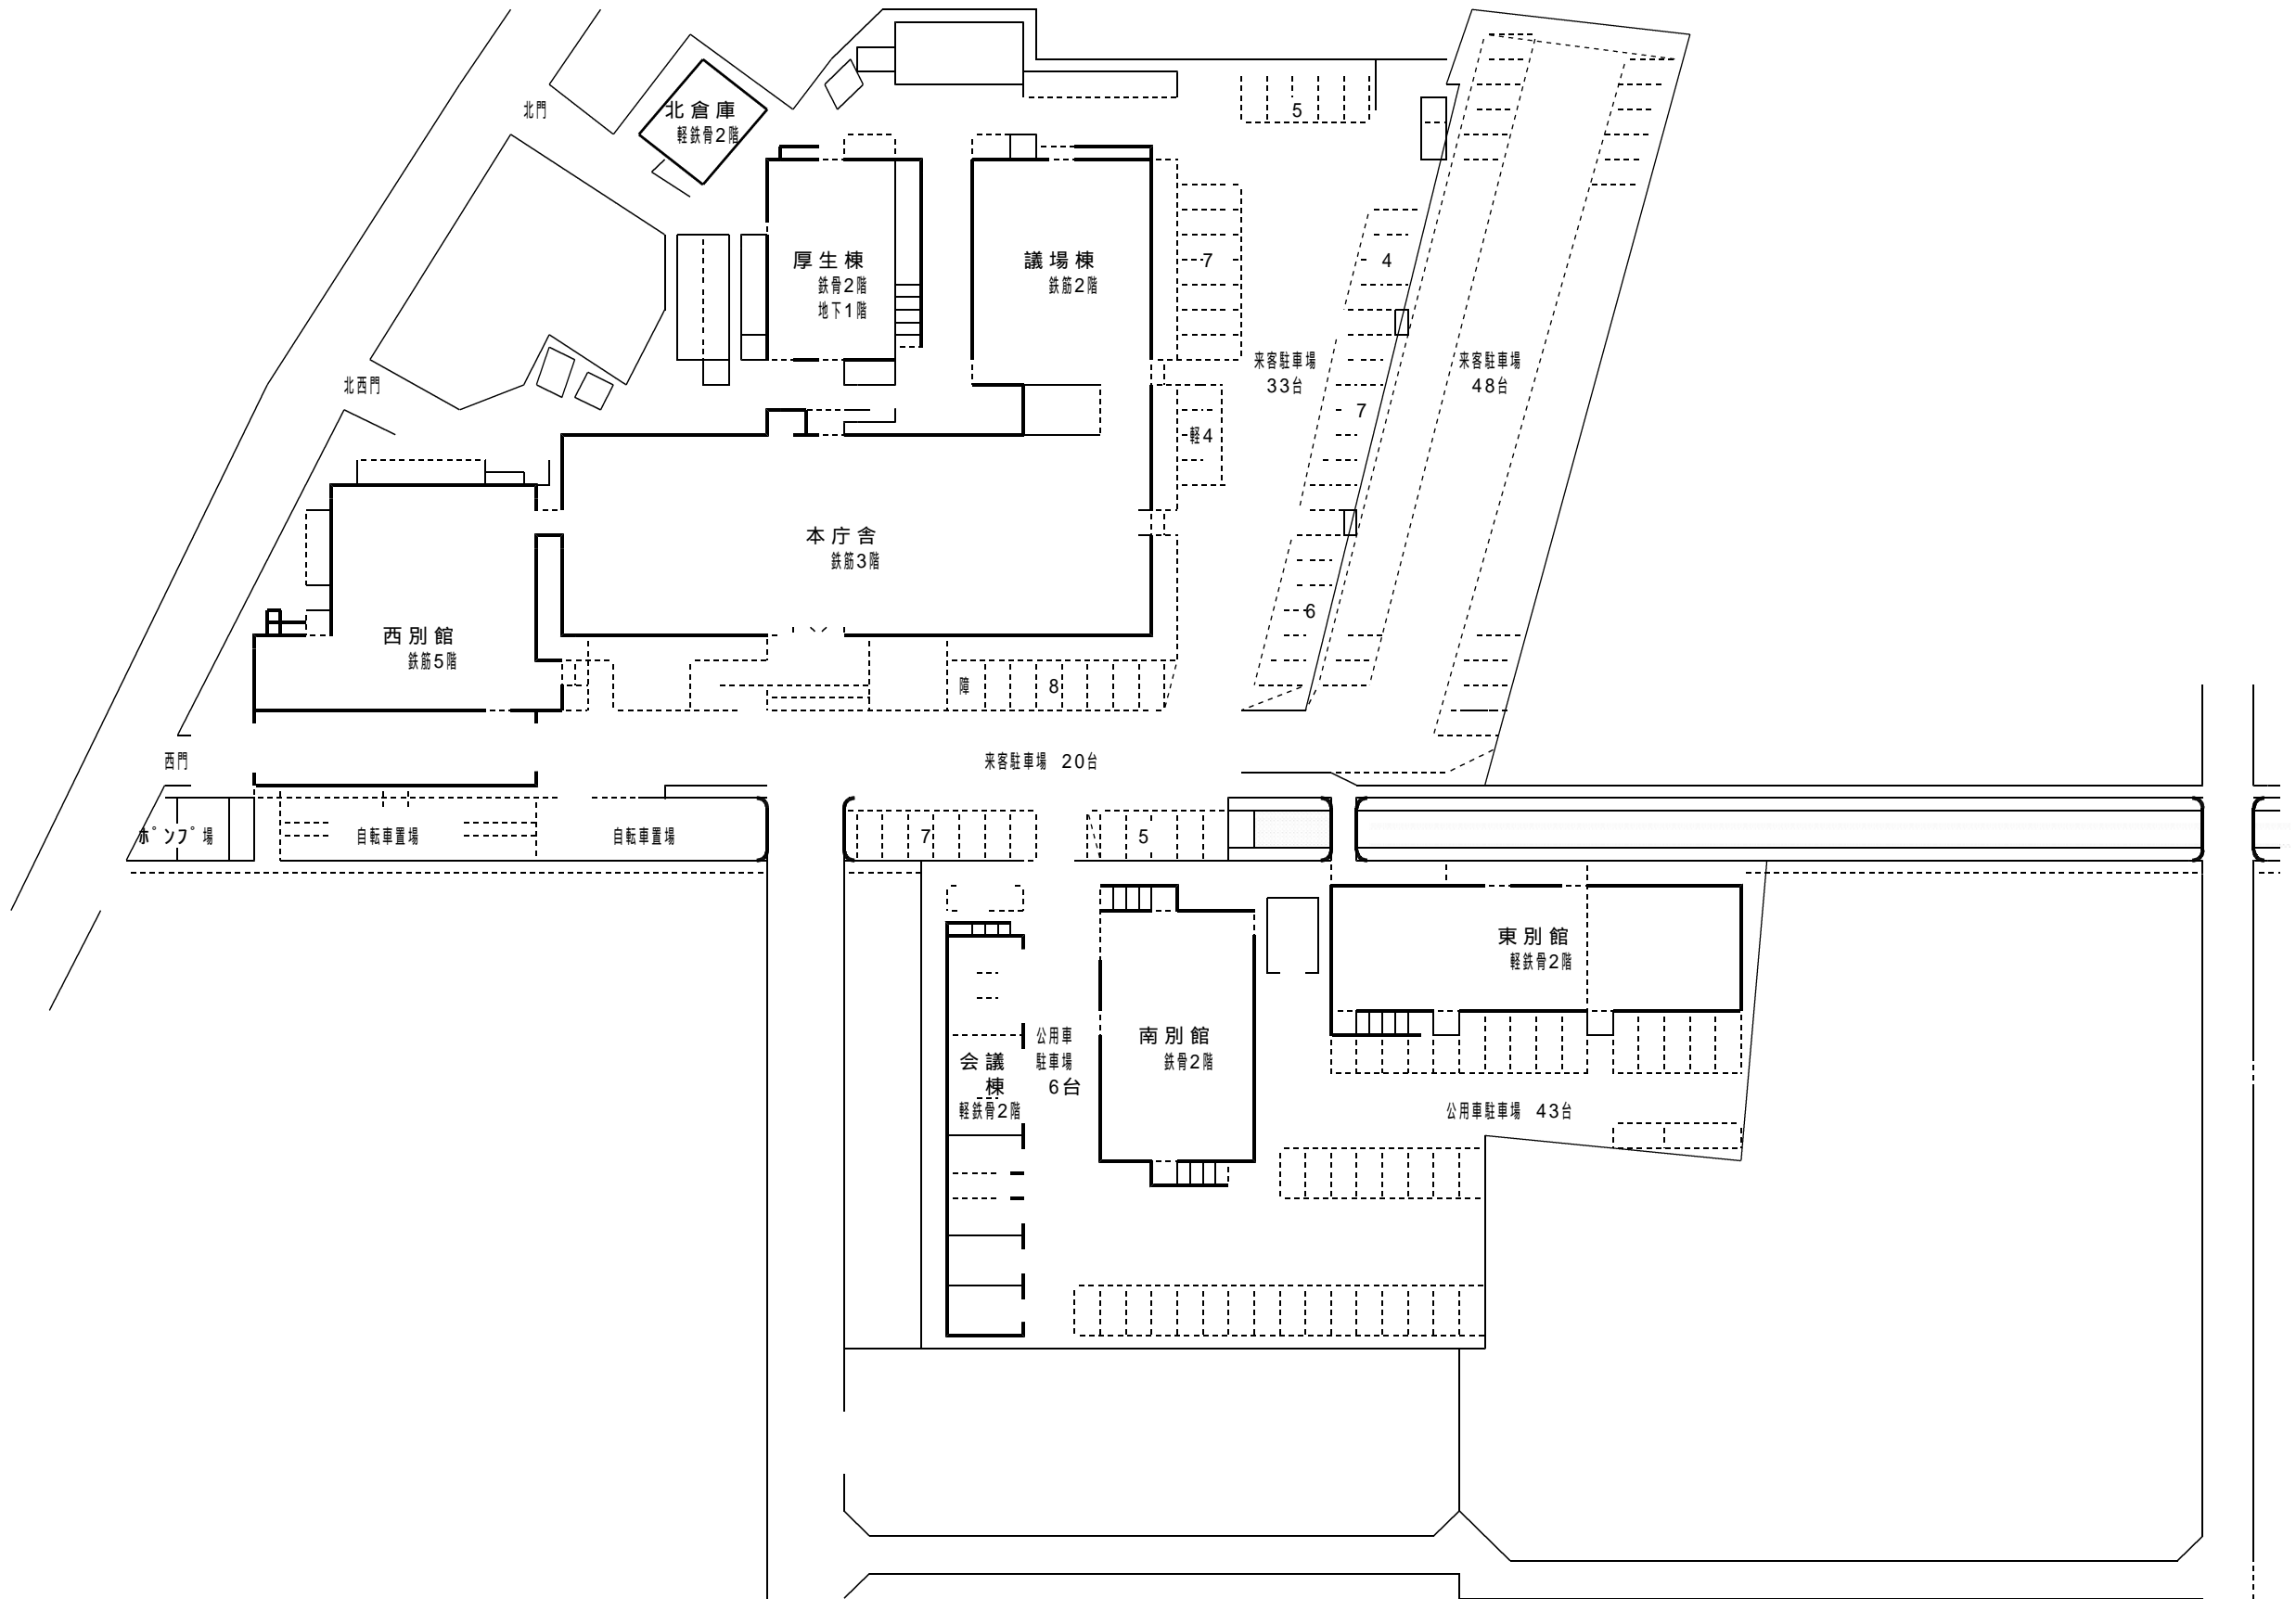 北門
北倉庫
軽鉄骨2階
5
厚生棟
鉄骨2階
地下1階
議場棟
鉄筋2階
7
4
来客駐車場
33台
来客駐車場
48台
北西門
7
軽4
本庁舎
鉄筋3階
6
西別館
鉄筋5階
障
8
西門
来客駐車場 20台
ポンプ場
自転車置場
自転車置場
7
5
東別館
軽鉄骨2階
公用車
駐車場
6台
南別館
鉄骨2階
会議
棟
軽鉄骨2階
公用車駐車場 43台